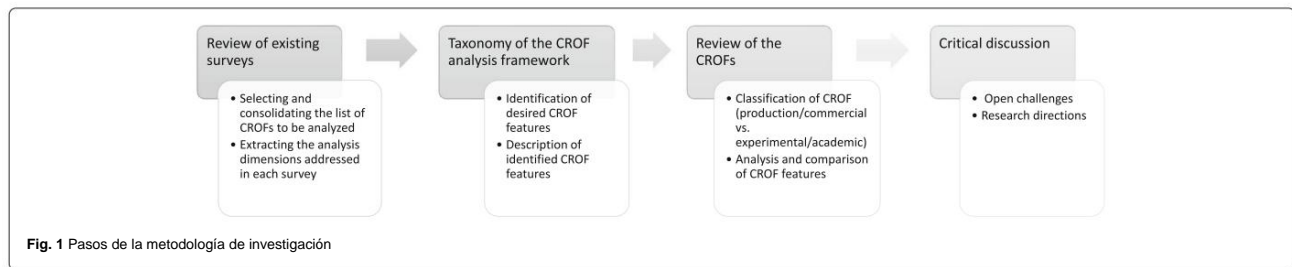 Review of existing
surveys
• Selecting and
consolidating the list of
CROFs to be analyzed
• Extracting the analysis
dimensions addressed
in each survey
Taxonomy of the CROF
analysis framework
• Identification of
desired CROF
features
• Description of
identified CROF
features
Review of the
CROFs
• Classification of CROF
(production/commercial
vs.
experimental/academic)
• Analysis and comparison
of CROF features
Critical discussion
• Open challenges
• Research directions
Fig. 1 Pasos de la metodología de investigación